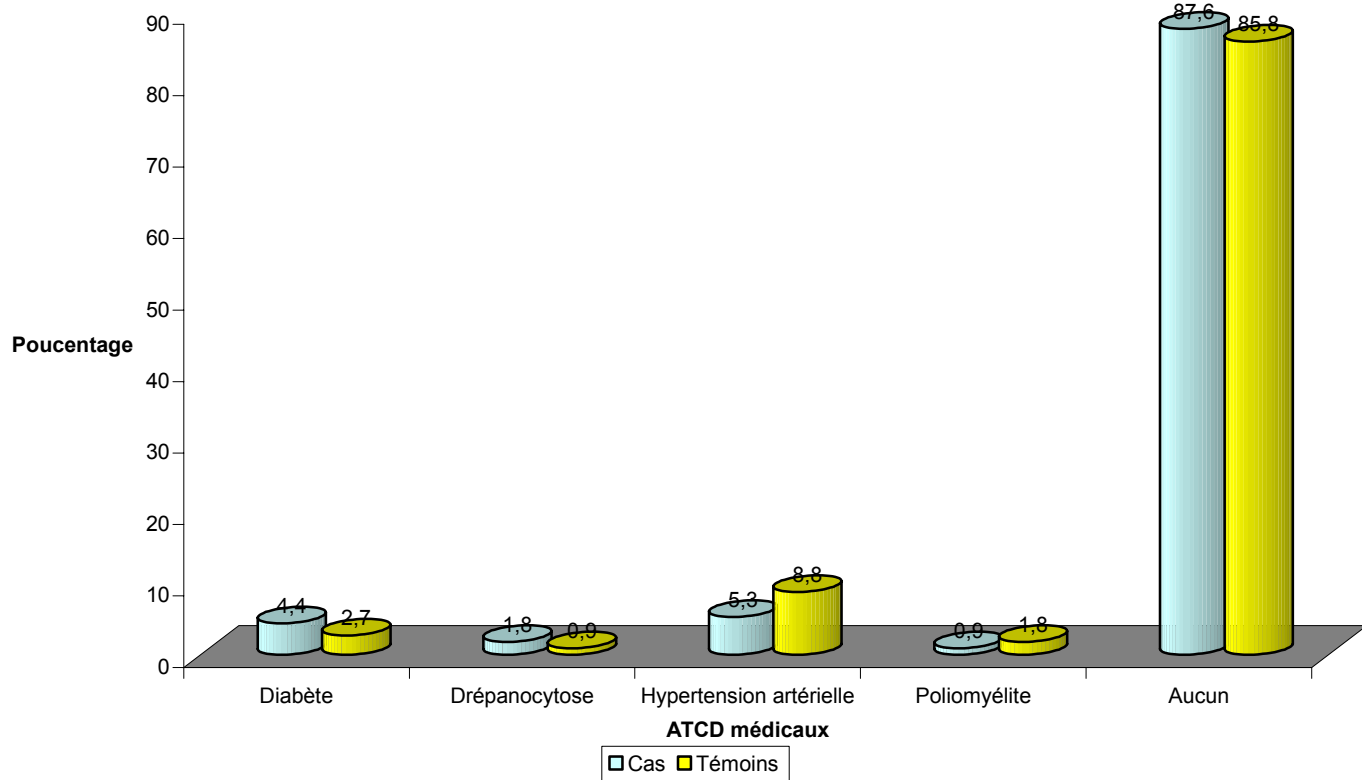 90
80
70
60
50
40
30
20
10
0
Poucentage
87,6
85,8
4,4
2,7
1,8
0,9
5,3
8,8
0,9
1,8
Diabète
Drépanocytose
Hypertension artérielle
Poliomyélite
Aucun
ATCD médicaux
Cas Témoins